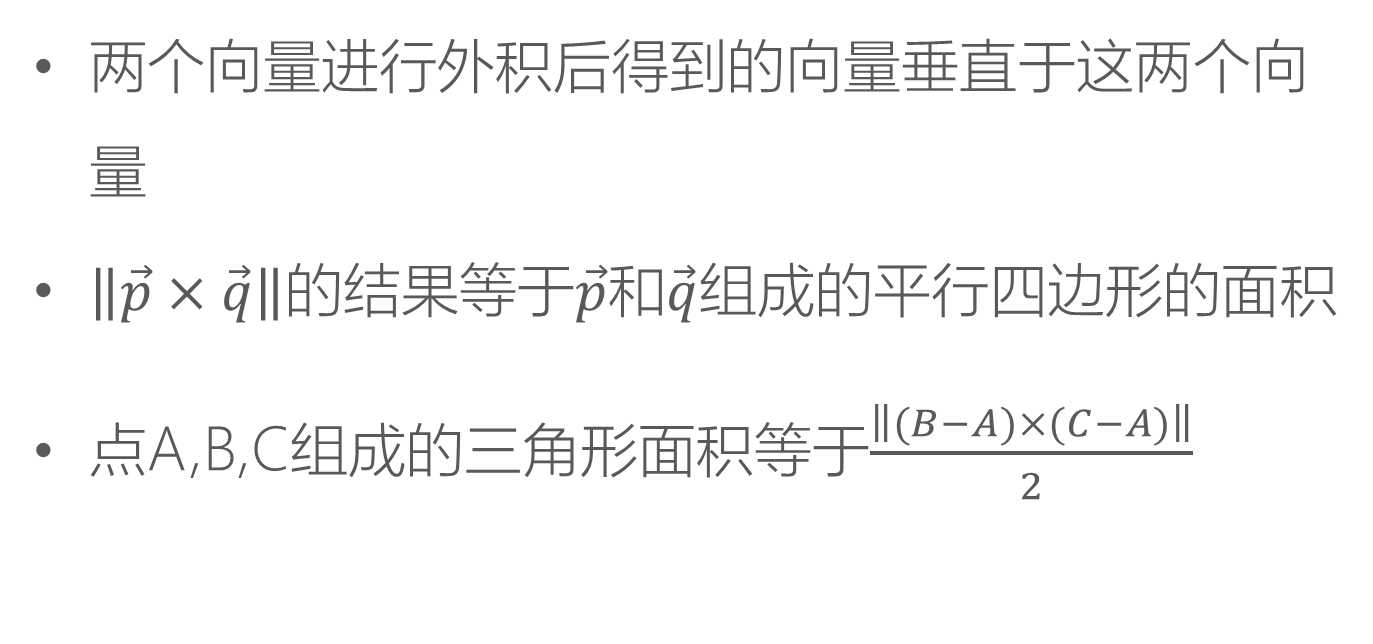 • 两个向量进行外积后得到的向量垂直于这两个向
量
• ‖p⃗ × q⃗‖的结果等于p⃗和q⃗组成的平行四边形的面积
• 点A,B,C组成的三角形面积等于‖(B−A)×(C−A)‖/2